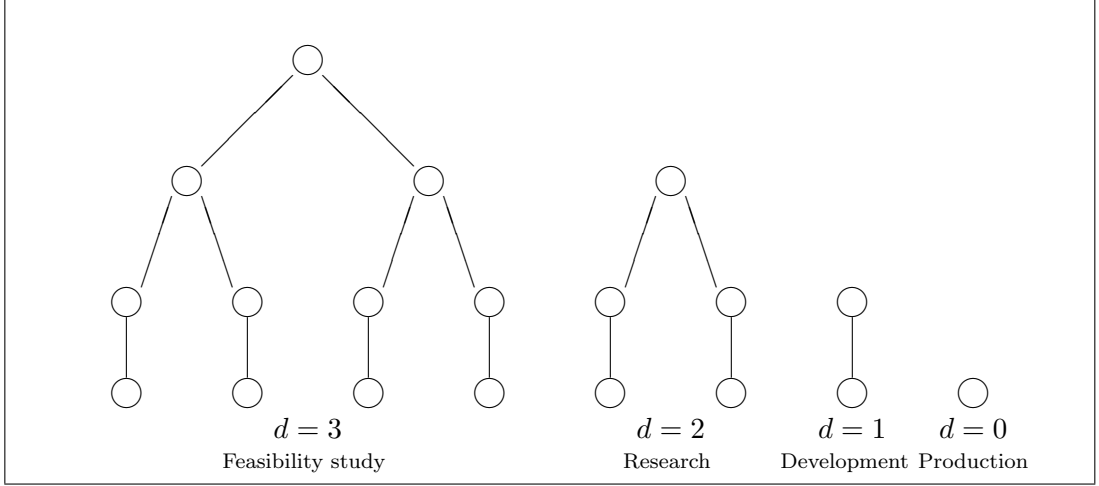 d = 3 d = 2 d = 1 d = 0
Feasibility study Research Development Production